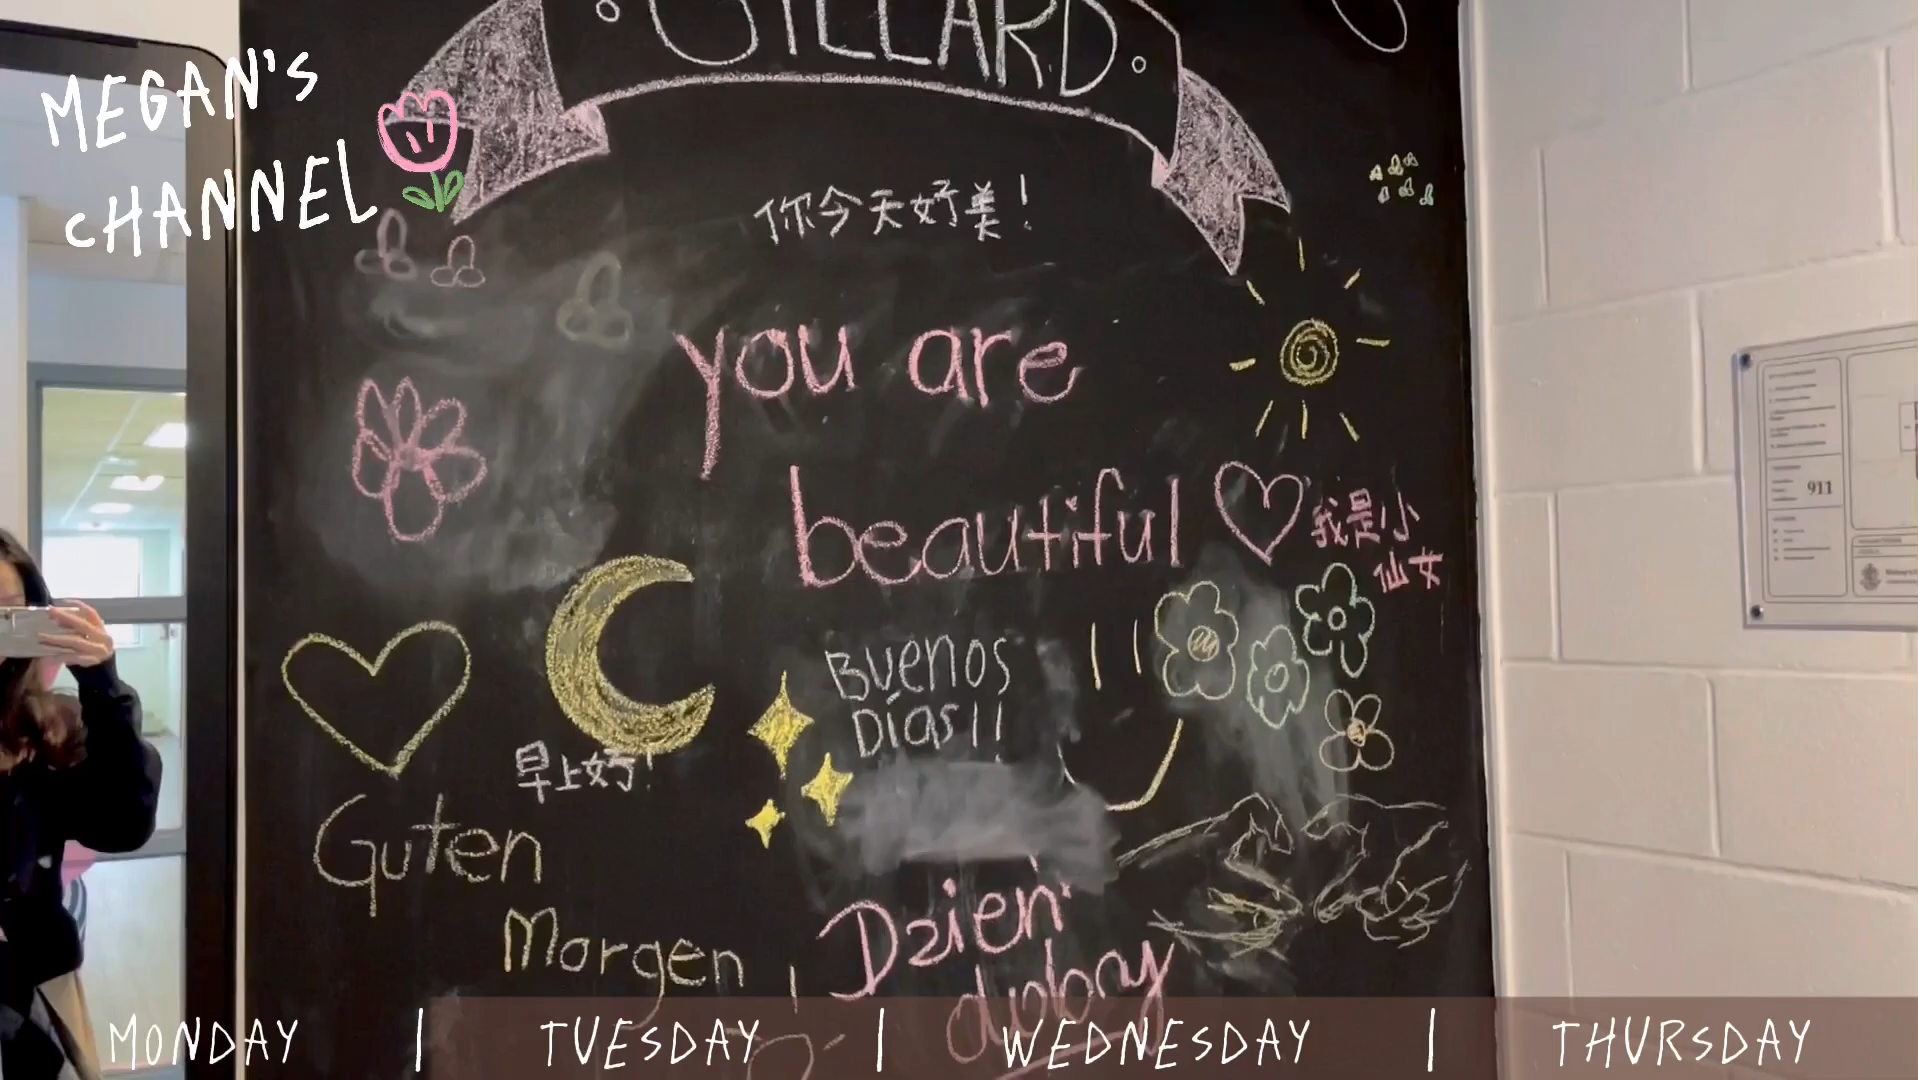 MEGAN's
cHANNEL
GILLARD
你今天好美！
you are
beautiful
我是小
仙女
911
BUENOS
Días!!
早上好！
Guten
Morgen
Dzień
dobry
MONDAY | TUESDAY | WEDNESDAY | THURSDAY